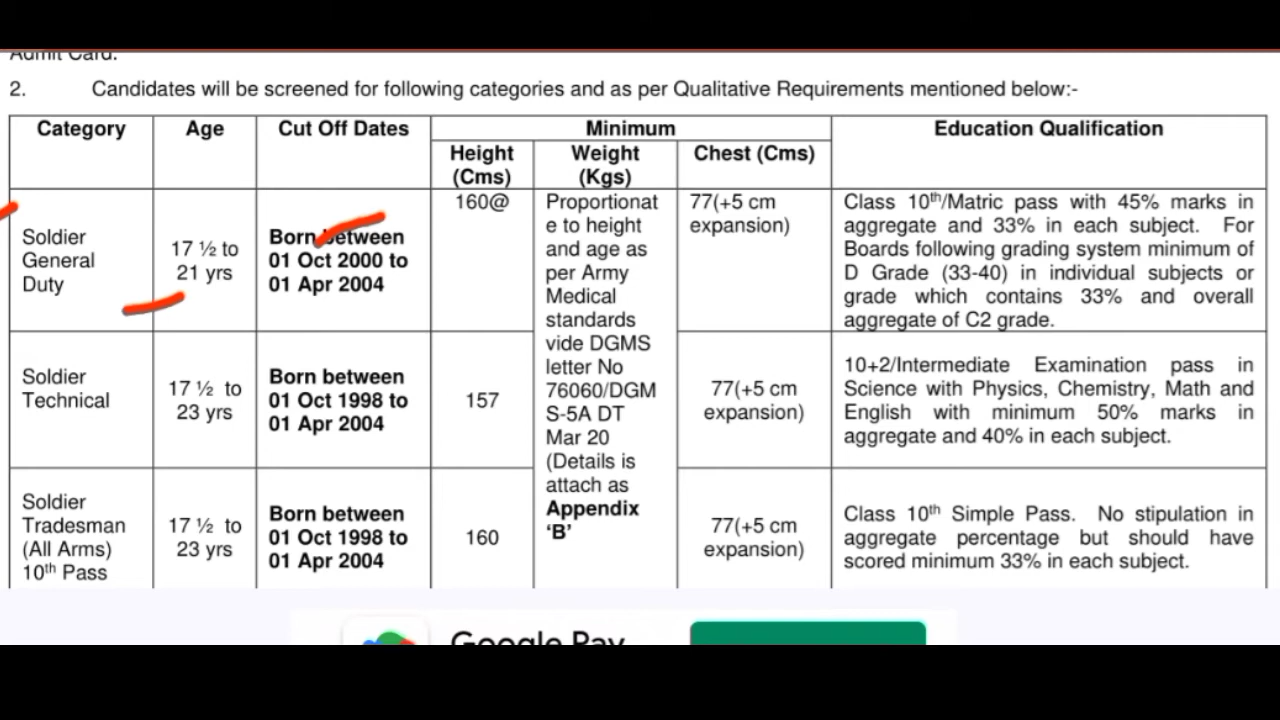 Admit Card.
2. Candidates will be screened for following categories and as per Qualitative Requirements mentioned below:-
Category Age Cut Off Dates Minimum Education Qualification
Height (Cms) Weight (Kgs) Chest (Cms)
Soldier
General
Duty
17 ½ to
21 yrs
Born between
01 Oct 2000 to
01 Apr 2004
160@
Proportionat
e to height
and age as
per Army
Medical
standards
vide DGMS
letter No
76060/DGM
S-5A DT
Mar 20
(Details is
attach as
Appendix
‘B’
77(+5 cm
expansion)
Class 10th/Matric pass with 45% marks in
aggregate and 33% in each subject. For
Boards following grading system minimum of
D Grade (33-40) in individual subjects or
grade which contains 33% and overall
aggregate of C2 grade.
Soldier
Technical
17 ½ to
23 yrs
Born between
01 Oct 1998 to
01 Apr 2004
157
77(+5 cm
expansion)
10+2/Intermediate Examination pass in
Science with Physics, Chemistry, Math and
English with minimum 50% marks in
aggregate and 40% in each subject.
Soldier
Tradesman
(All Arms)
10th Pass
17 ½ to
23 yrs
Born between
01 Oct 1998 to
01 Apr 2004
160
77(+5 cm
expansion)
Class 10th Simple Pass. No stipulation in
aggregate percentage but should have
scored minimum 33% in each subject.
Google Pay